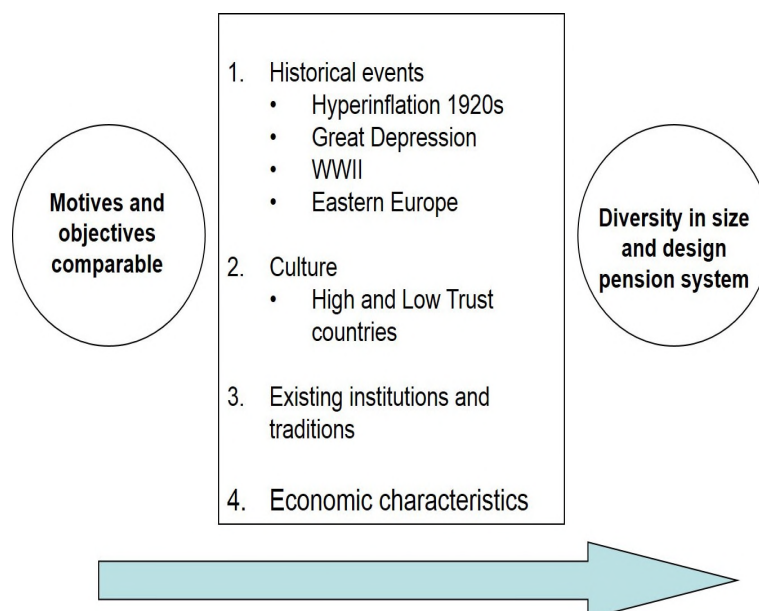 Motives and
objectives
comparable
1. Historical events
• Hyperinflation 1920s
• Great Depression
• WWII
• Eastern Europe
2. Culture
• High and Low Trust
countries
3. Existing institutions and
traditions
4. Economic characteristics
Diversity in size
and design
pension system